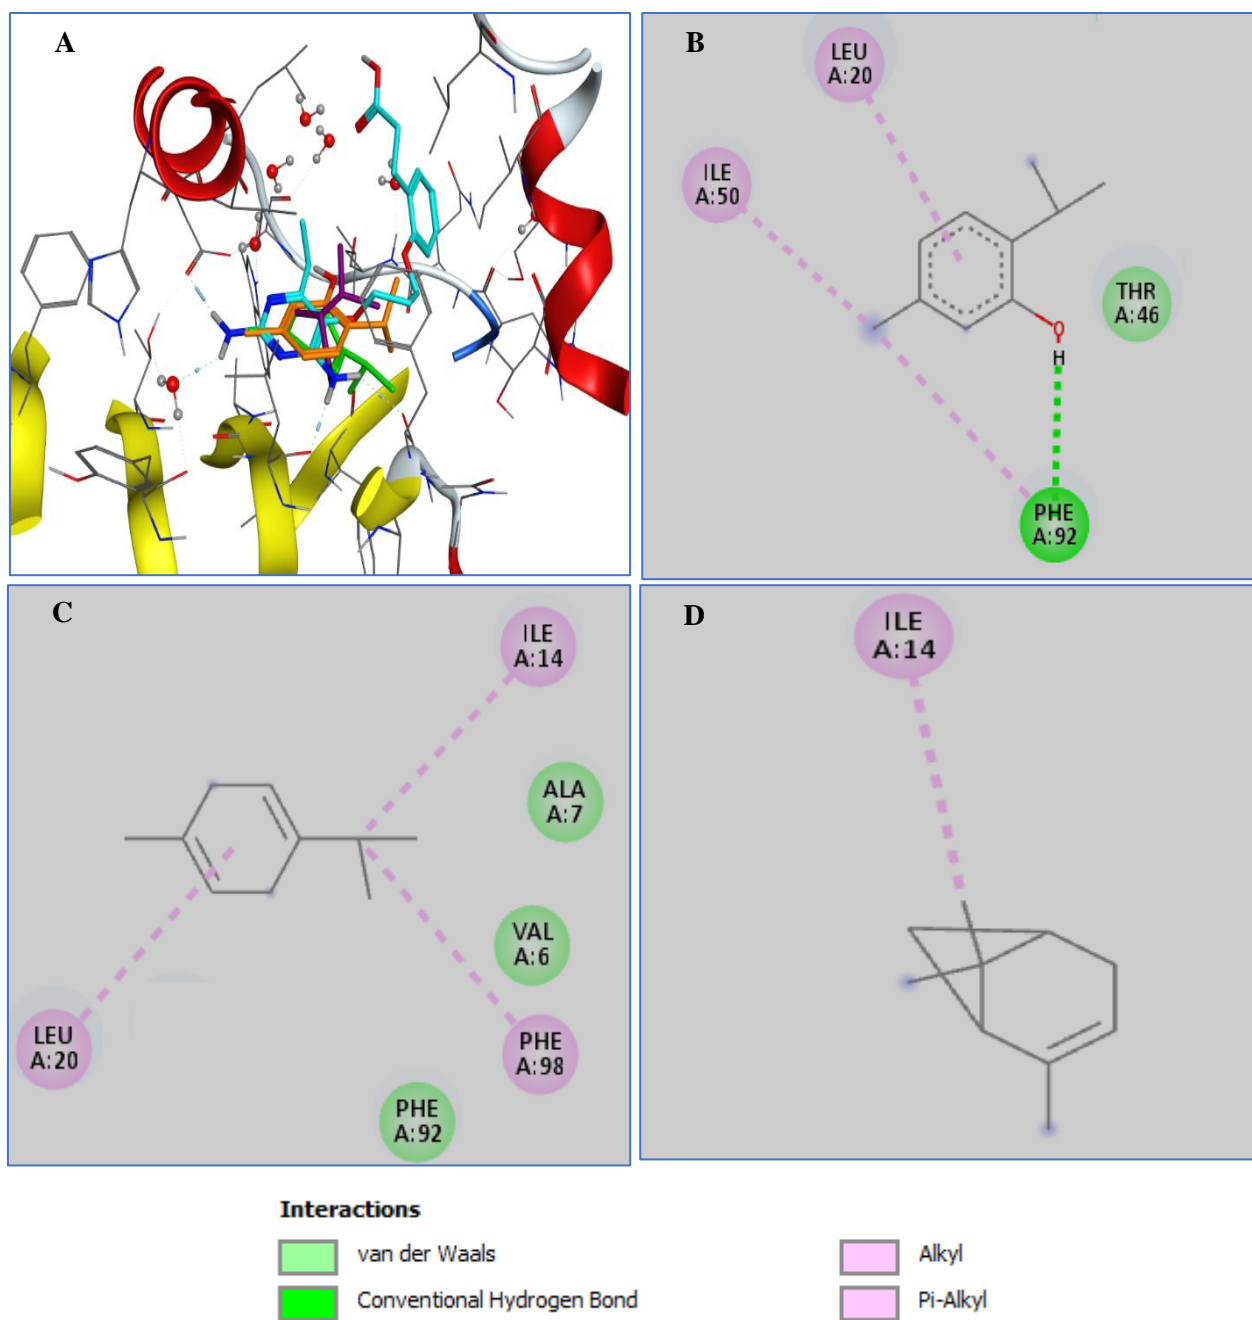 A
B
LEU
A:20
ILE
A:50
THR
A:46
O
H
PHE
A:92
C
ILE
A:14
ALA
A:7
VAL
A:6
LEU
A:20
PHE
A:98
PHE
A:92
D
ILE
A:14
Interactions
van der Waals
Conventional Hydrogen Bond
Alkyl
Pi-Alkyl